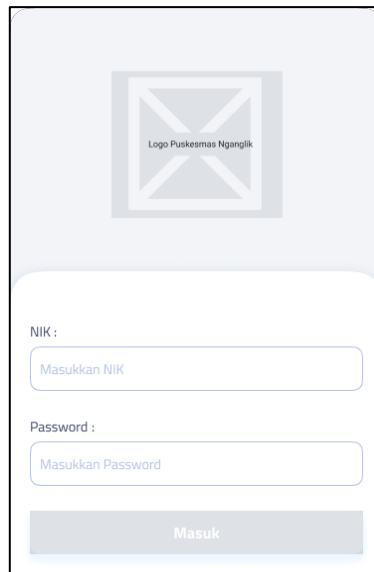 Logo Puskesmas Nganglik
NIK :
Masukkan NIK
Password :
Masukkan Password
Masuk